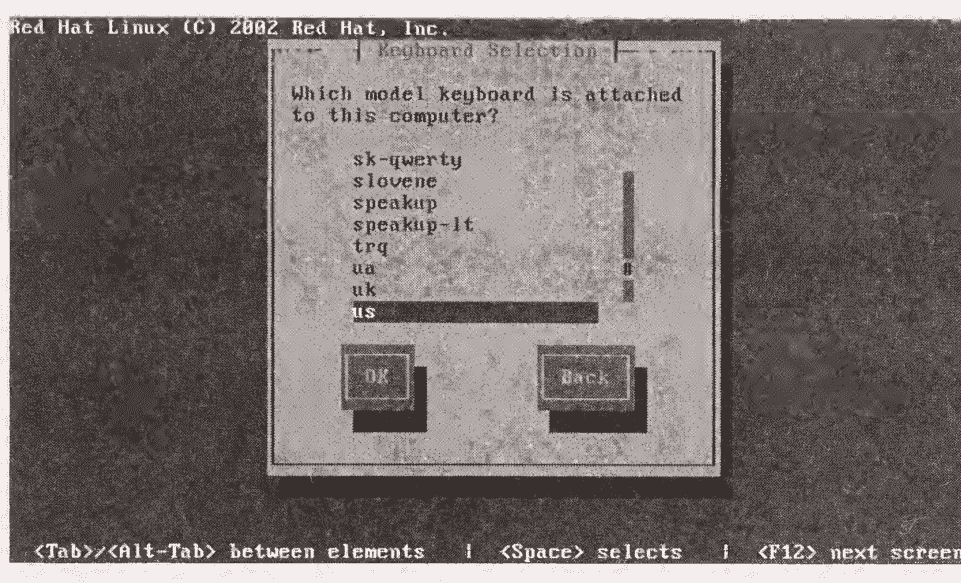 Red Hat Linux (C) 2002 Red Hat, Inc.
Keyboard Selection
Which model keyboard is attached
to this computer?
sk-qwerty
slovene
speakup
speakup-lt
trq
ua
uk
us
#
OK Back
<Tab>/<Alt-Tab> between elements | <Space> selects | <F12> next screen